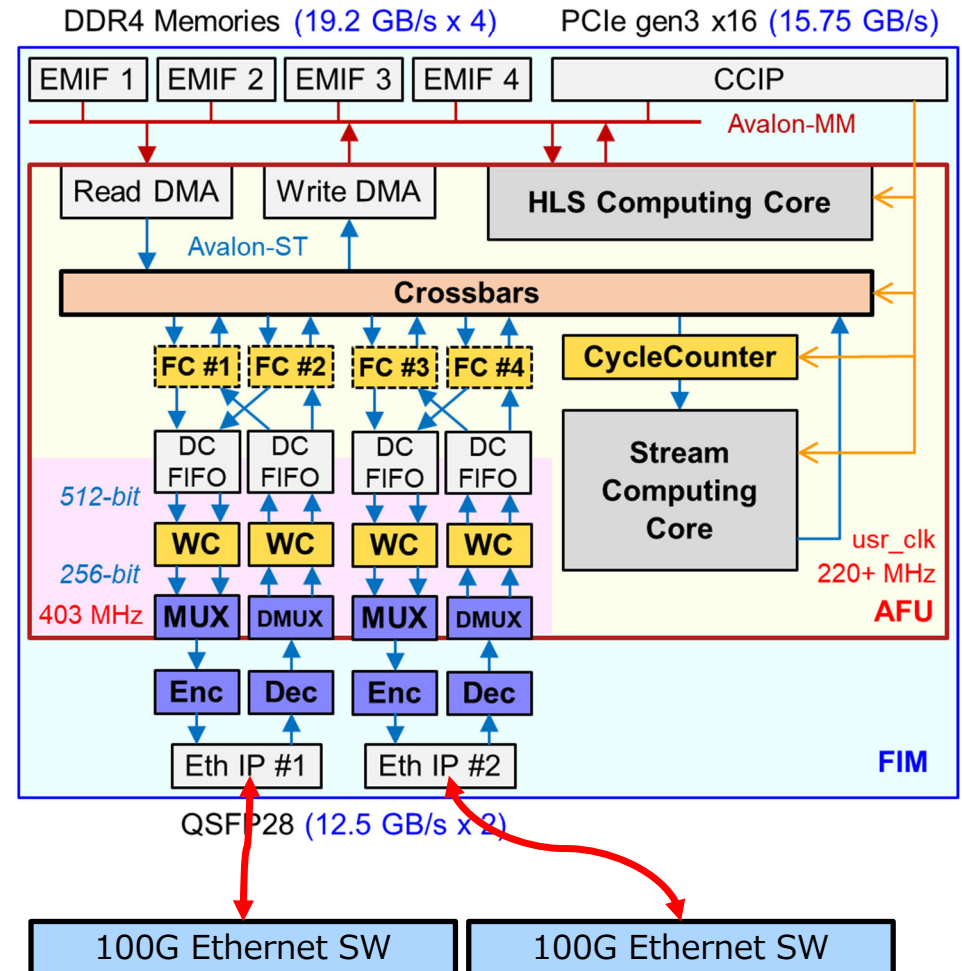 DDR4 Memories (19.2 GB/s x 4) PCIe gen3 x16 (15.75 GB/s)
EMIF 1 EMIF 2 EMIF 3 EMIF 4 CCIP
Avalon-MM
Read DMA Write DMA HLS Computing Core
Avalon-ST
Crossbars
FC #1 FC #2 FC #3 FC #4 CycleCounter
DC FIFO DC FIFO DC FIFO DC FIFO
Stream
Computing
Core
512-bit
WC WC WC WC
usr_clk
220+ MHz
256-bit
403 MHz MUX DMUX MUX DMUX AFU
Enc Dec Enc Dec
Eth IP #1 Eth IP #2 FIM
QSFP28 (12.5 GB/s x 2)
100G Ethernet SW 100G Ethernet SW